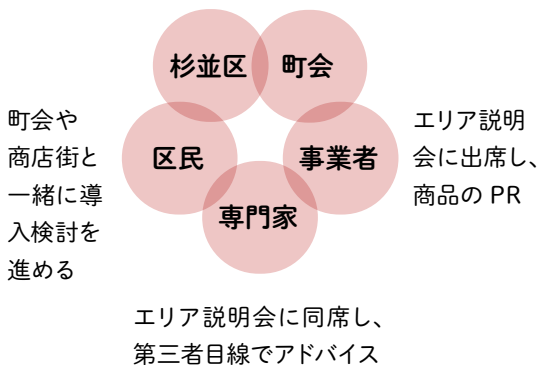 杉並区
町会
町会や
商店街と
一緒に導
入検討を
進める
区民
事業者
エリア説明
会に出席し、
商品の PR
専門家
エリア説明会に同席し、
第三者目線でアドバイス